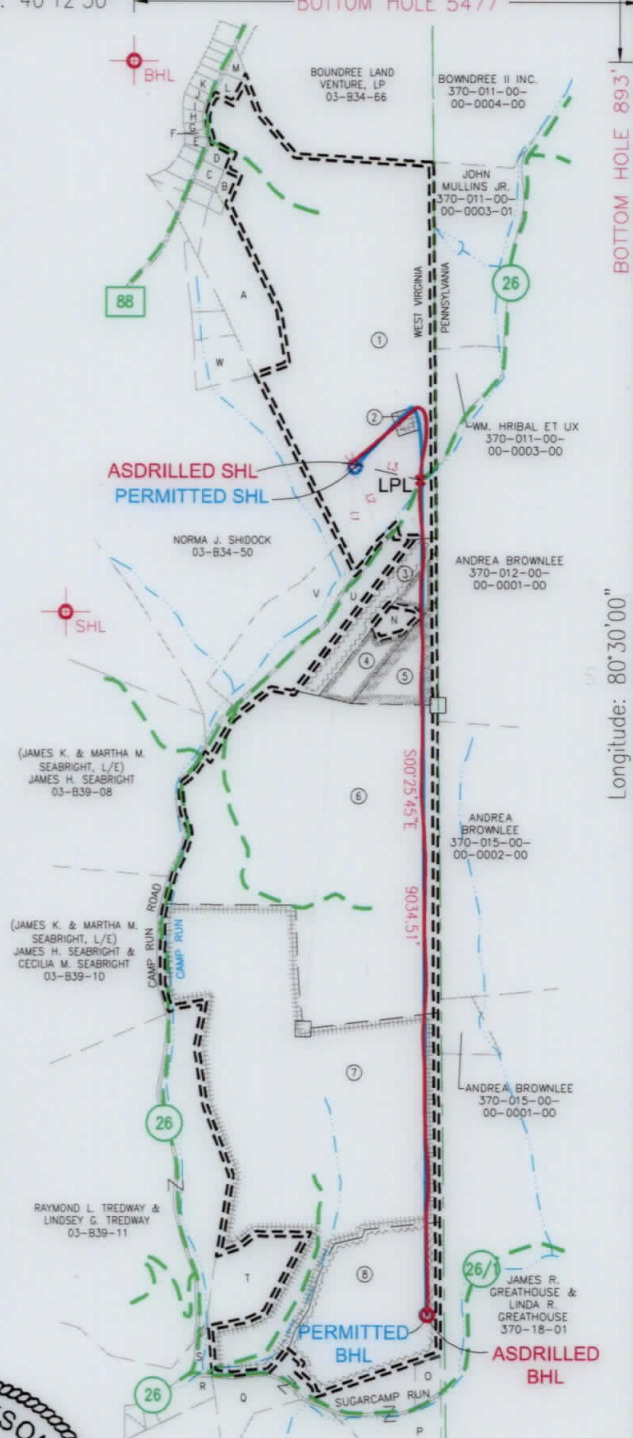 40°12'30"
BOTTOM HOLE 5477'
BOTTOM HOLE 893'
BHL
M
L
K
J
I
H
G
F
E
D
C
B
BOUNDREE LAND
VENTURE, LP
03-B34-66
BOWNDREE II INC.
370-011-00-
00-0004-00
JOHN
MULLINS JR.
370-011-00-
00-0003-01
88
A
W
1
WEST VIRGINIA
PENNSYLVANIA
26
2
WM. HRIBAL ET UX
370-011-00-
00-0003-00
ASDRILLED SHL
PERMITTED SHL
LPL
L3
L2
L1
NORMA J. SHIDOCK
03-B34-50
ANDREA BROWNLEE
370-012-00-
00-0001-00
SHL
V
U
3
N
4
5
Longitude: 80°30'00"
(JAMES K. & MARTHA M.
SEABRIGHT, L/E)
JAMES H. SEABRIGHT
03-B39-08
6
S00°25'45"E
9034.51'
ANDREA
BROWNLEE
370-015-00-
00-0002-00
(JAMES K. & MARTHA M.
SEABRIGHT, L/E)
JAMES H. SEABRIGHT &
CECILIA M. SEABRIGHT
03-B39-10
CAMP RUN ROAD
CAMP RUN
7
ANDREA BROWNLEE
370-015-00-
00-0001-00
26
RAYMOND L. TREDWAY &
LINDSEY G. TREDWAY
03-B39-11
T
8
26/1
JAMES R.
GREATHOUSE &
LINDA R.
GREATHOUSE
370-18-01
PERMITTED
BHL
ASDRILLED
BHL
S
R
Q
O
P
26
SUGARCAMP RUN
SON